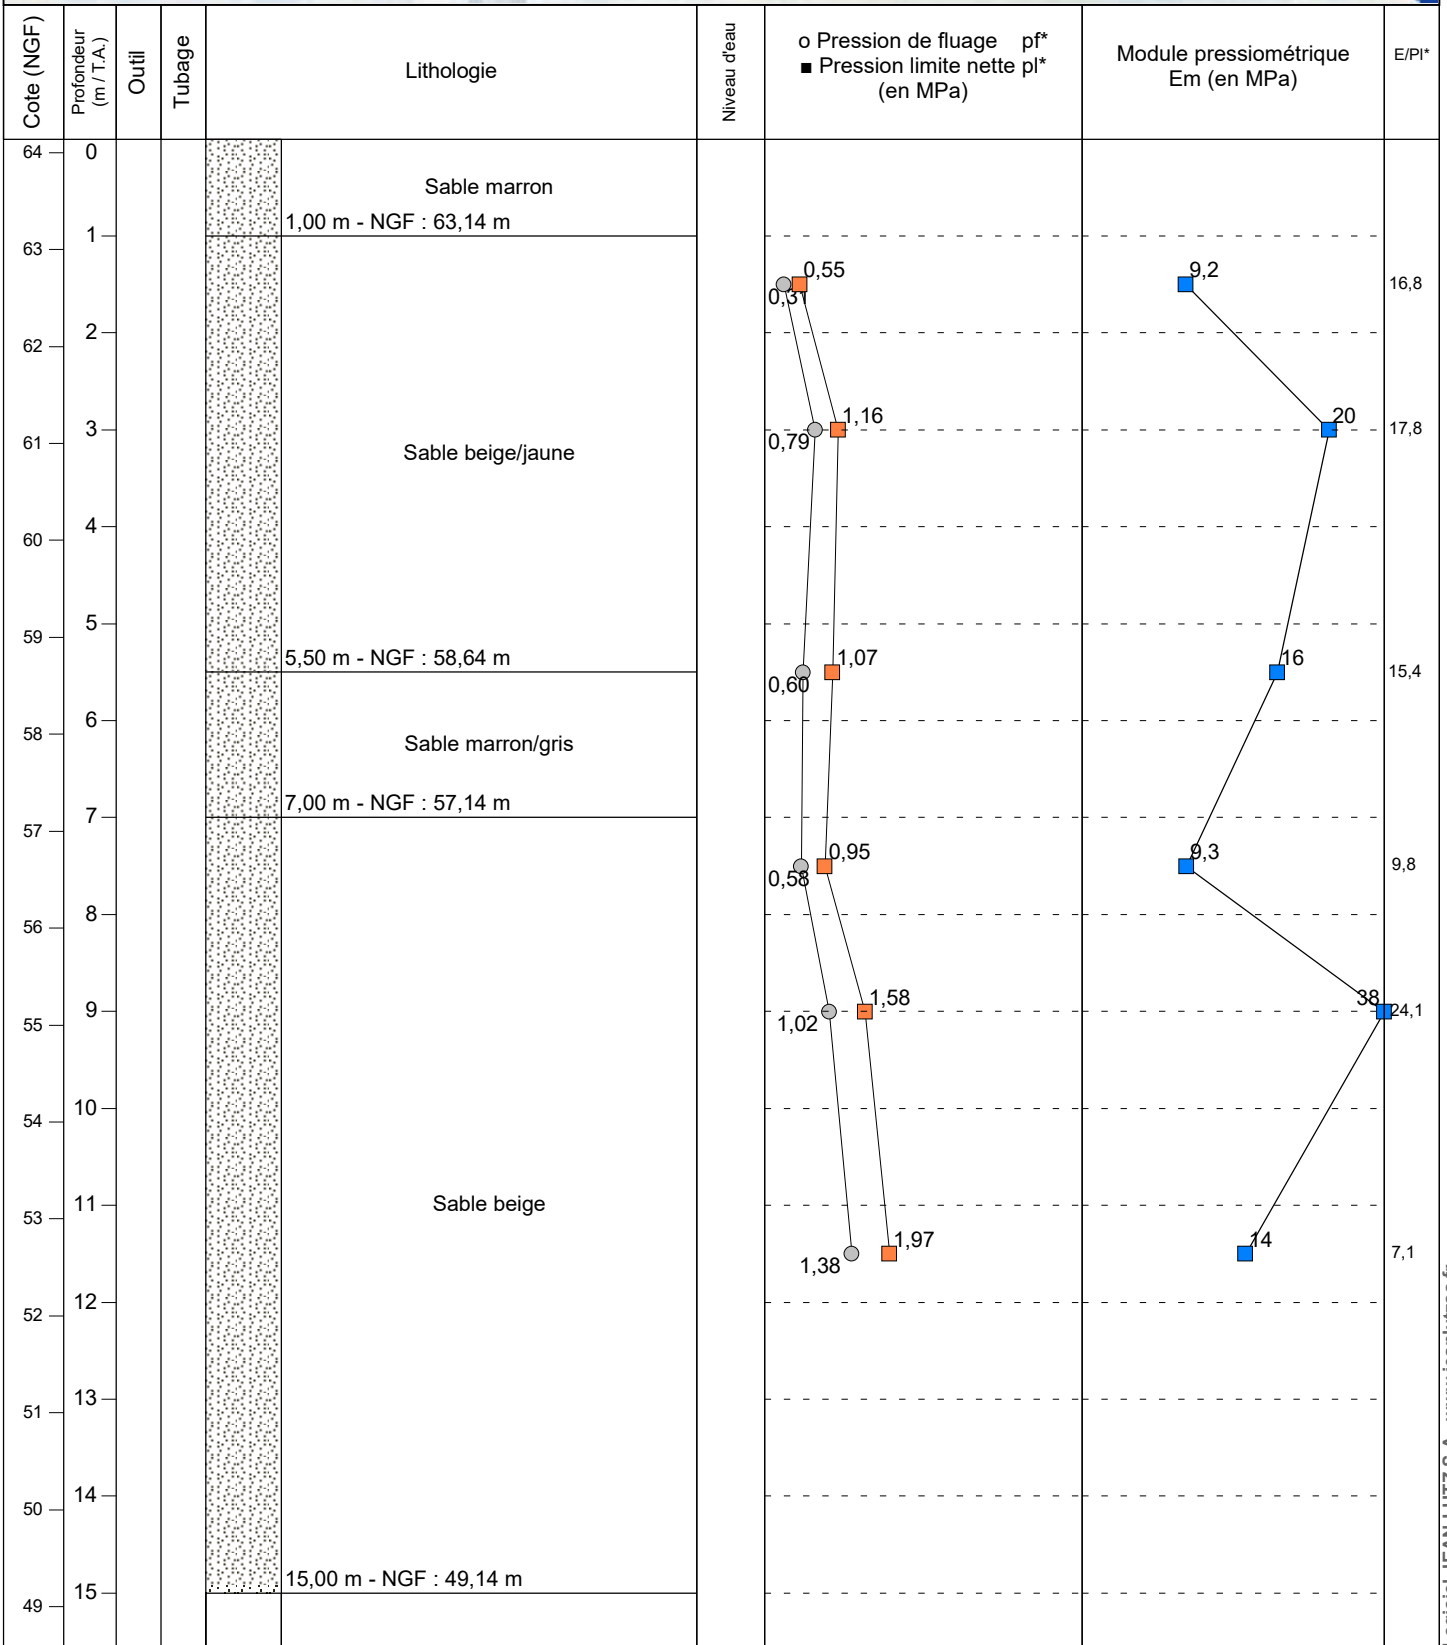 Cote (NGF)
Profondeur
(m / T.A.)
Outil
Tubage
Lithologie
Niveau d'eau
o Pression de fluage pf*
■ Pression limite nette pl*
(en MPa)
Module pressiométrique
Em (en MPa)
E/Pl*
64
0
Sable marron
1,00 m - NGF : 63,14 m
1
63
0,55
0,31
9,2
16,8
2
62
1,16
20
3
0,79
17,8
61
Sable beige/jaune
4
60
5
59
5,50 m - NGF : 58,64 m
1,07
16
0,60
15,4
6
58
Sable marron/gris
7,00 m - NGF : 57,14 m
7
57
0,95
9,3
0,58
9,8
8
56
1,58
38
9
1,02
24,1
55
10
54
11
Sable beige
53
1,97
14
1,38
7,1
12
52
13
51
14
50
15,00 m - NGF : 49,14 m
15
49